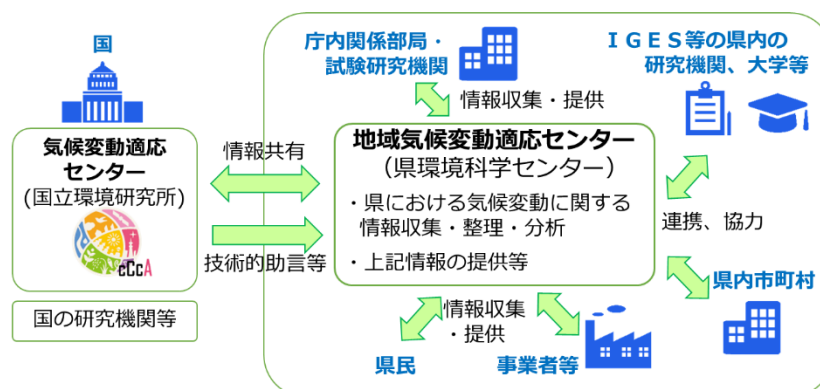 国
気候変動適応
センター
(国立環境研究所)
cCcA
国の研究機関等
情報共有
技術的助言等
庁内関係部局・
試験研究機関
情報収集・提供
ＩＧＥＳ等の県内の
研究機関、大学等
地域気候変動適応センター
（県環境科学センター）
・県における気候変動に関する
情報収集・整理・分析
・上記情報の提供等
連携、協力
県内市町村
情報収集
・提供
県民
事業者等